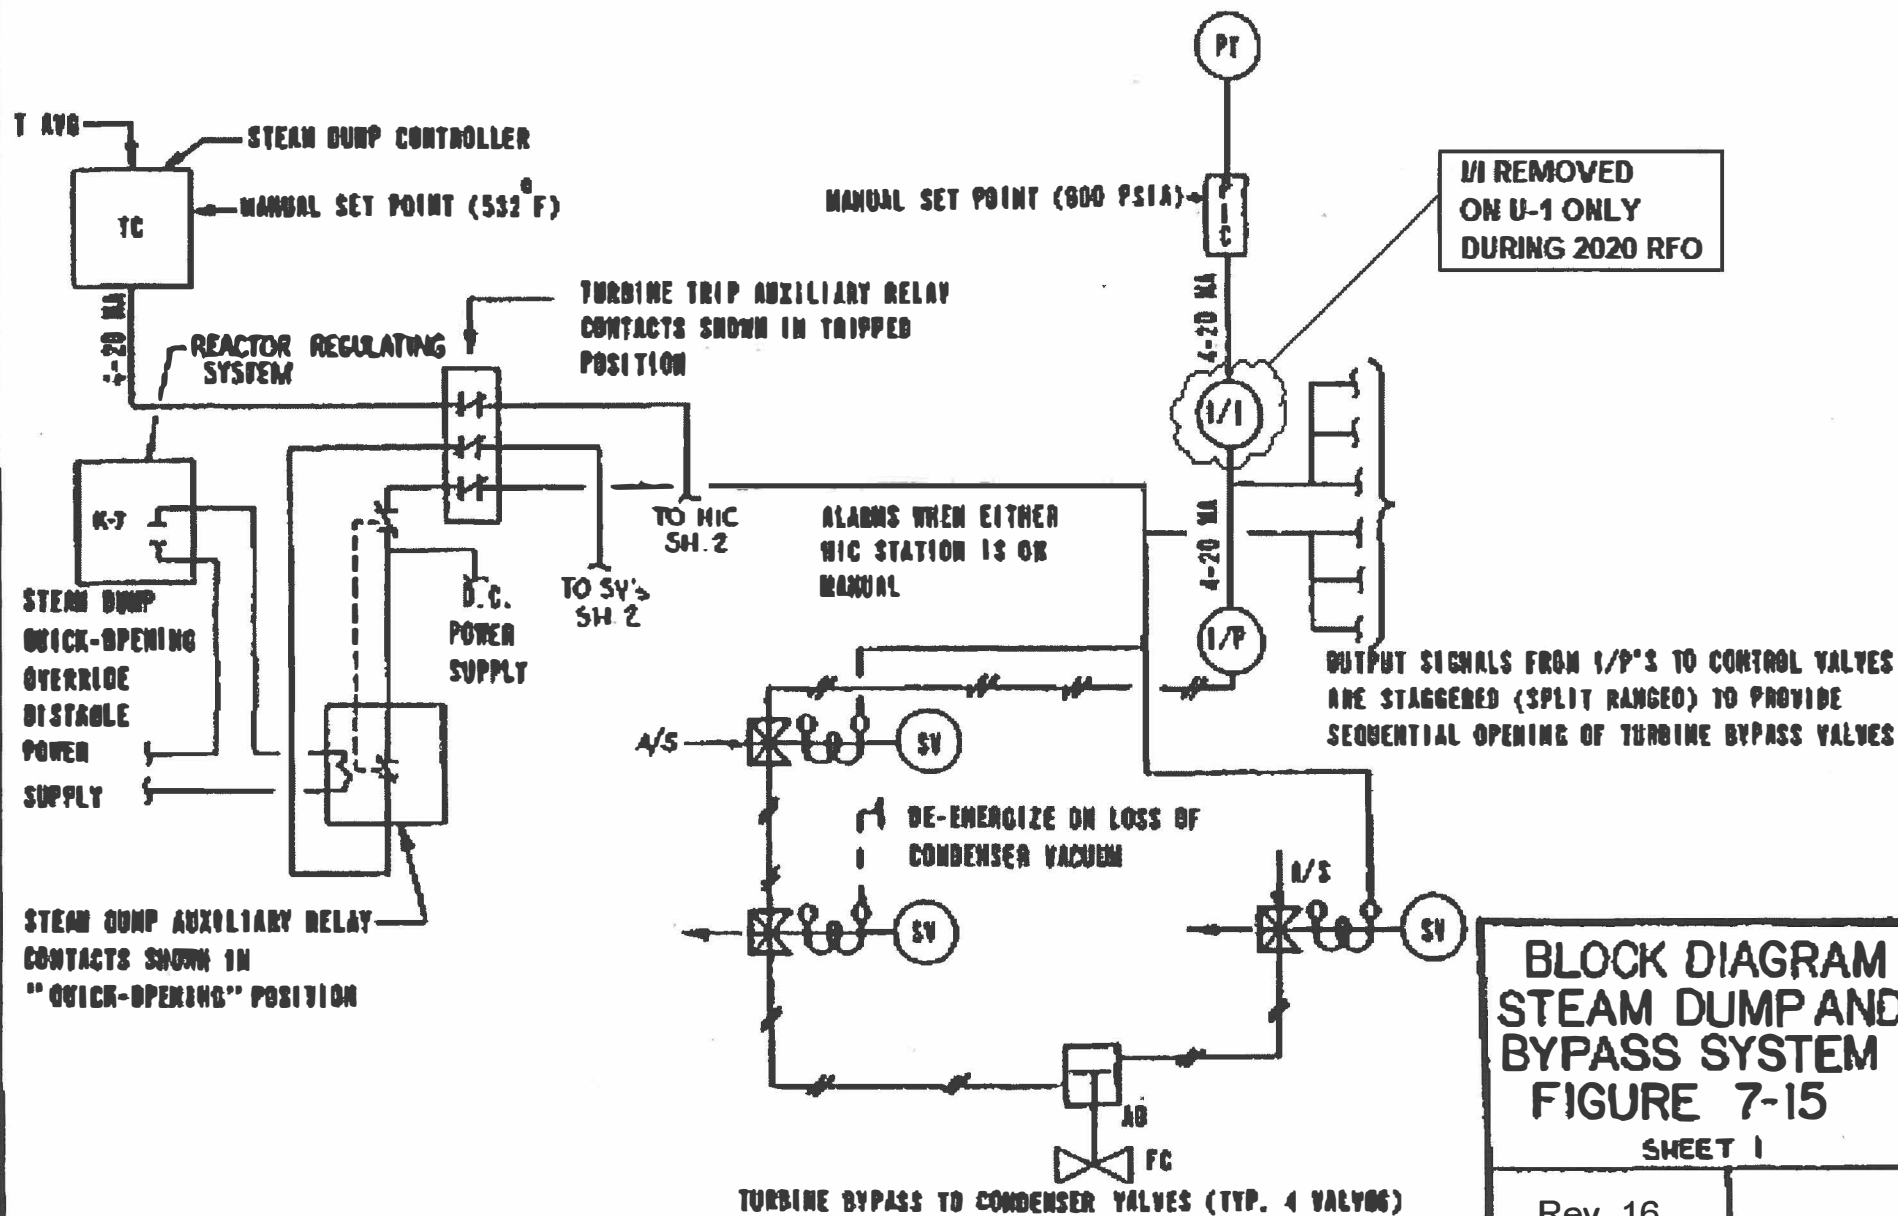 PT
T AVG
STEAM DUMP CONTROLLER
MANUAL SET POINT (532°F)
TC
4-20 MA
MANUAL SET POINT (900 PSIA)
P
I
C
4-20 MA
I/I REMOVED
ON U-1 ONLY
DURING 2020 RFO
TURBINE TRIP AUXILIARY RELAY
CONTACTS SHOWN IN TRIPPED
POSITION
REACTOR REGULATING
SYSTEM
I/I
TO HIC
SH. 2
TO SV's
SH. 2
D.C.
POWER
SUPPLY
ALARMS WHEN EITHER
HIC STATION IS ON
MANUAL
4-20 MA
I/P
STEAM DUMP
QUICK-OPENING
OVERRIDE
BISTABLE
POWER
SUPPLY
OUTPUT SIGNALS FROM I/P'S TO CONTROL VALVES
ARE STAGGERED (SPLIT RANGED) TO PROVIDE
SEQUENTIAL OPENING OF TURBINE BYPASS VALVES
A/S
SV
DE-ENERGIZE ON LOSS OF
CONDENSER VACUUM
SV
A/S
SV
STEAM DUMP AUXILIARY RELAY
CONTACTS SHOWN IN
"QUICK-OPENING" POSITION
AO
FC
TURBINE BYPASS TO CONDENSER VALVES (TYP. 4 VALVES)
BLOCK DIAGRAM
STEAM DUMP AND
BYPASS SYSTEM
FIGURE 7-15
SHEET 1
Rev. 16